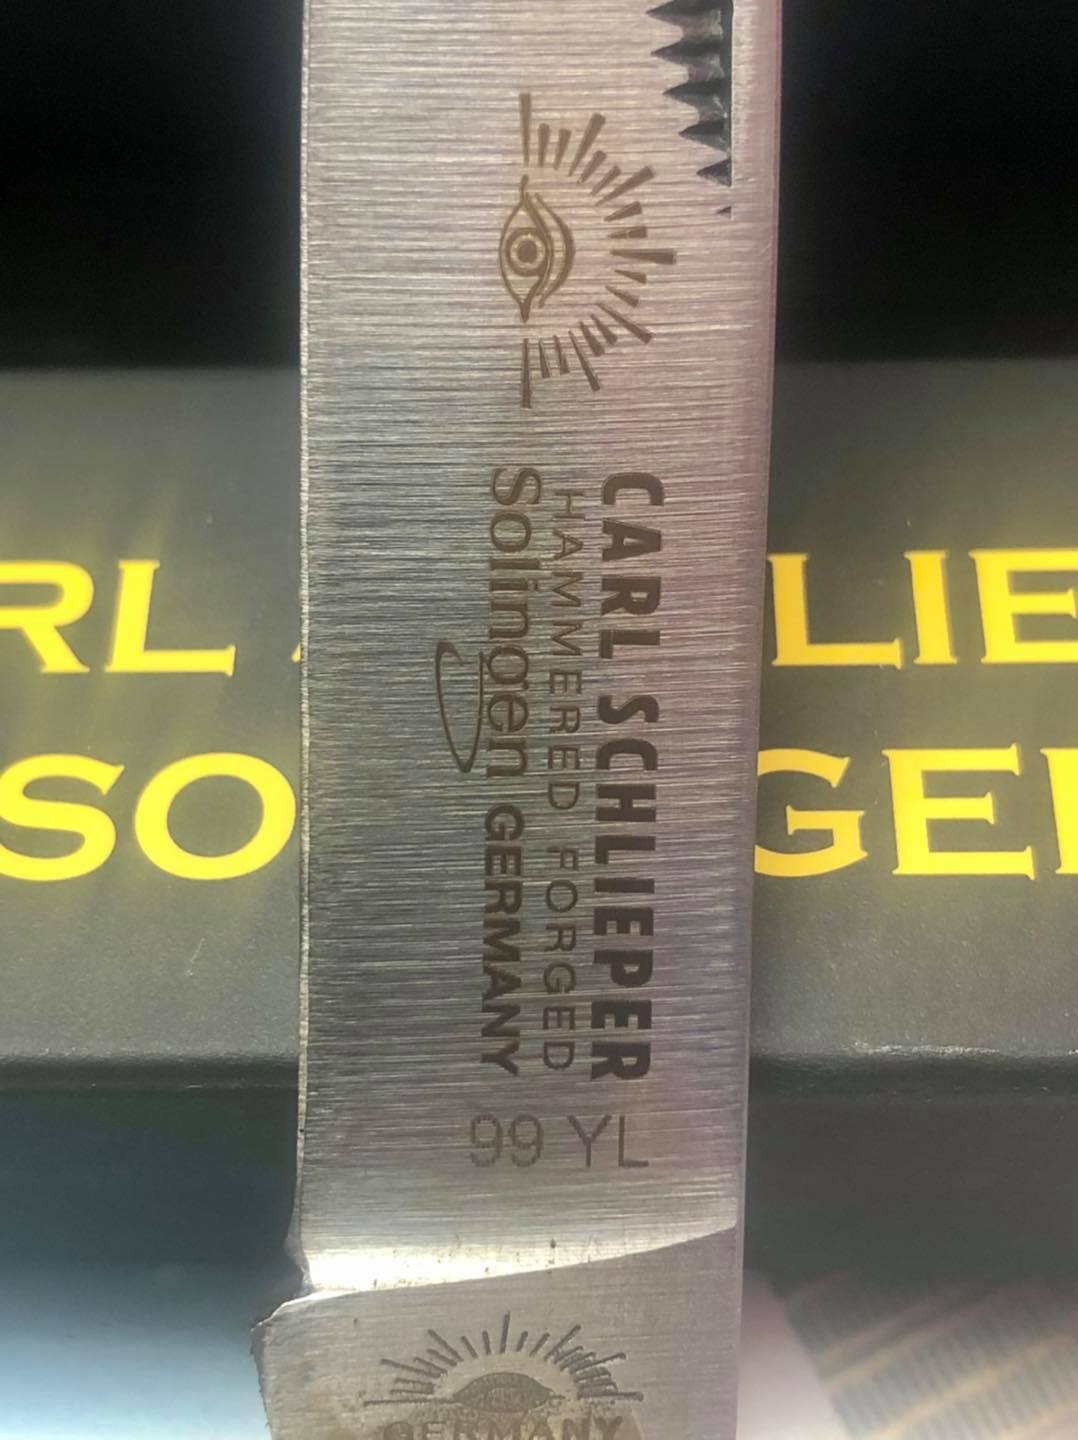 CARL SCHLIEPER
HAMMERED FORGED
Solingen GERMANY
99 YL
GERMANY
RL LIE
SO GE